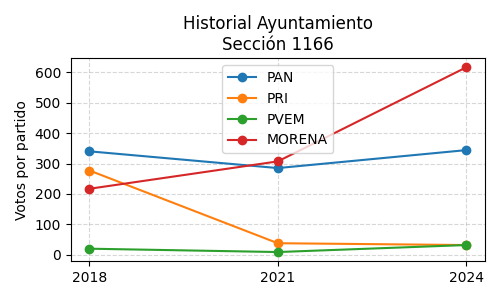 Historial Ayuntamiento
Sección 1166
Votos por partido
600
500
400
300
200
100
0
PAN
PRI
PVEM
MORENA
2018
2021
2024